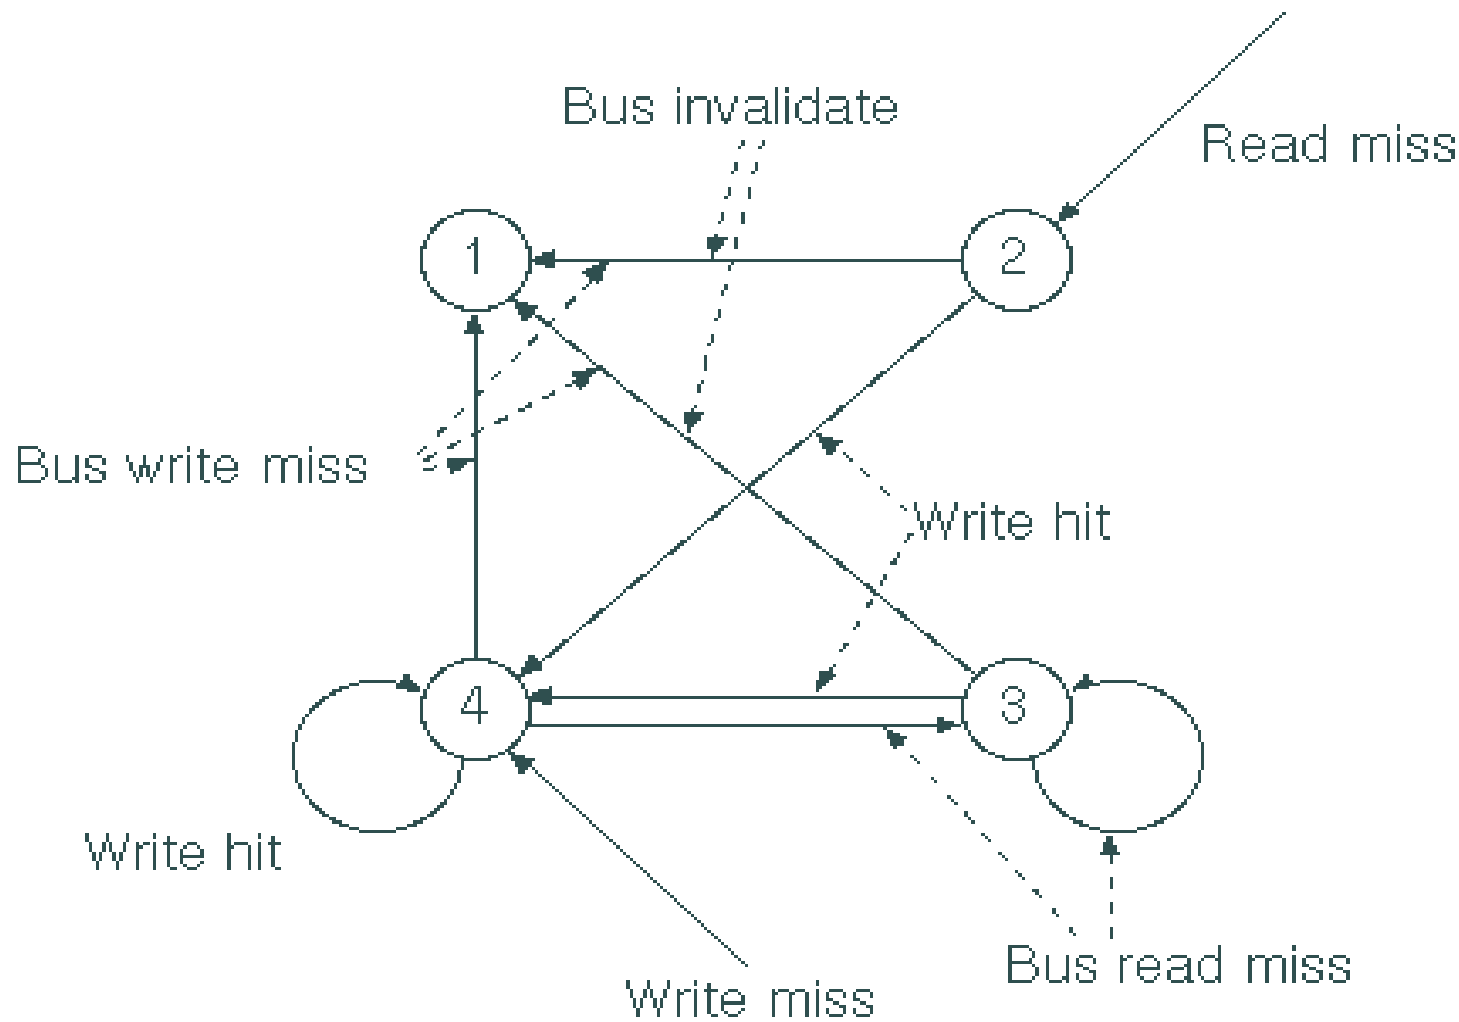 Bus invalidate
Read miss
1
2
Bus write miss
Write hit
4
3
Write hit
Bus read miss
Write miss